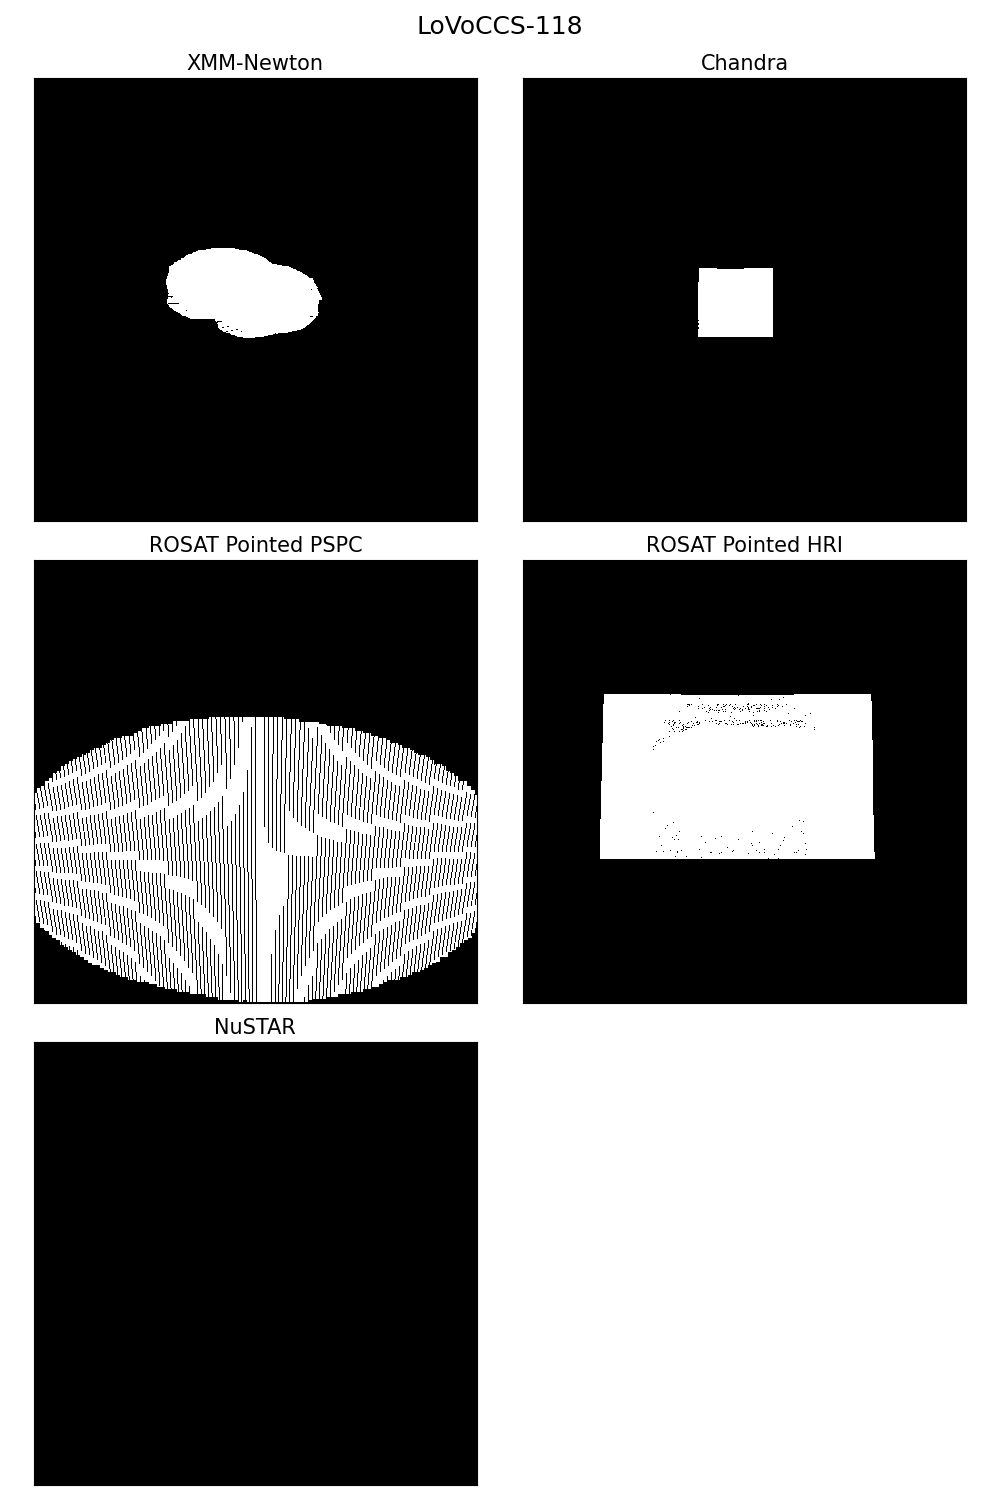 LoVoCCS-118
XMM-Newton
Chandra
ROSAT Pointed PSPC
ROSAT Pointed HRI
NuSTAR